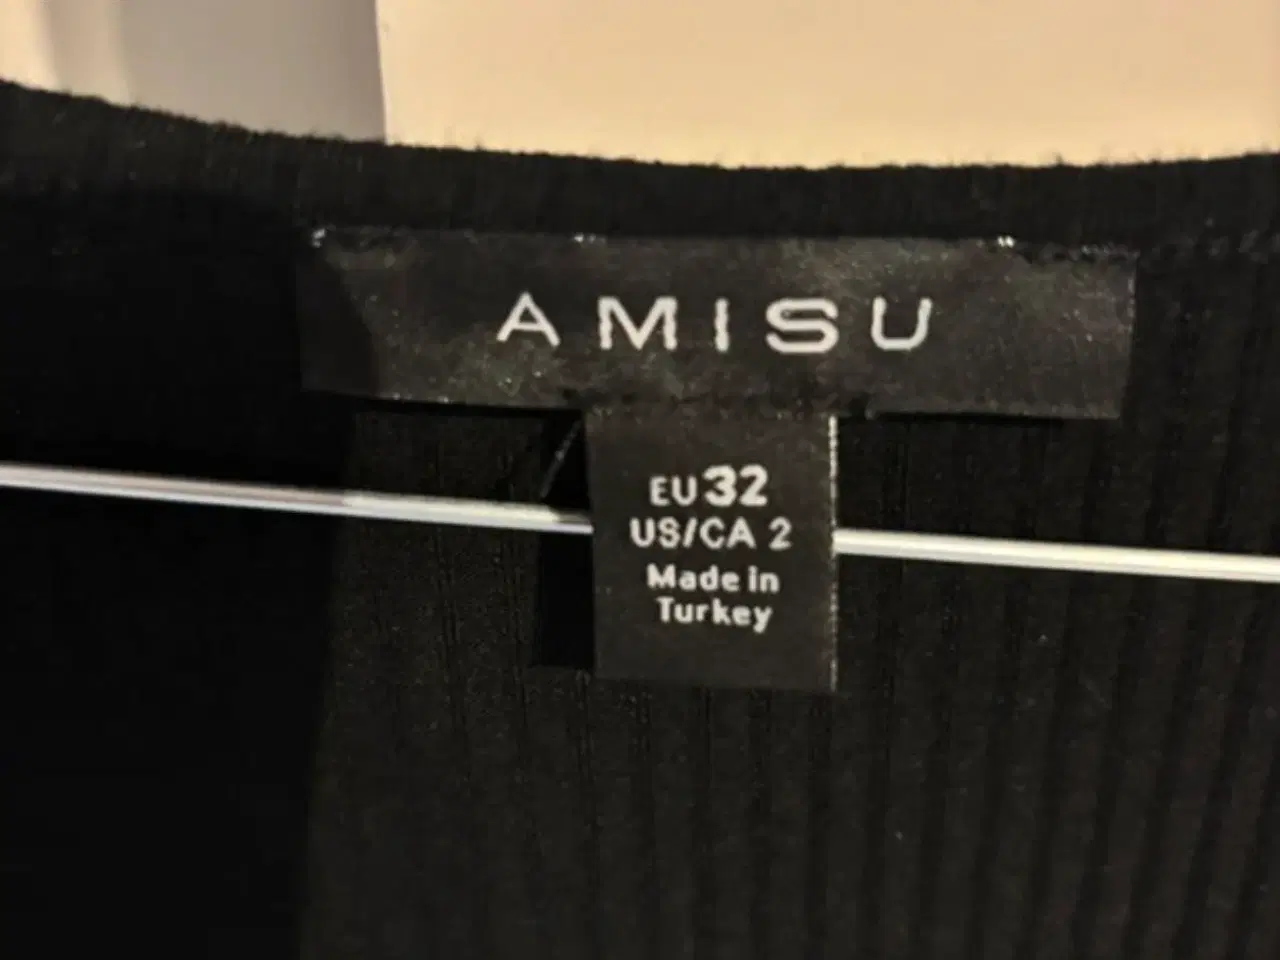 AMISU
EU 32
US/CA 2
Made in
Turkey